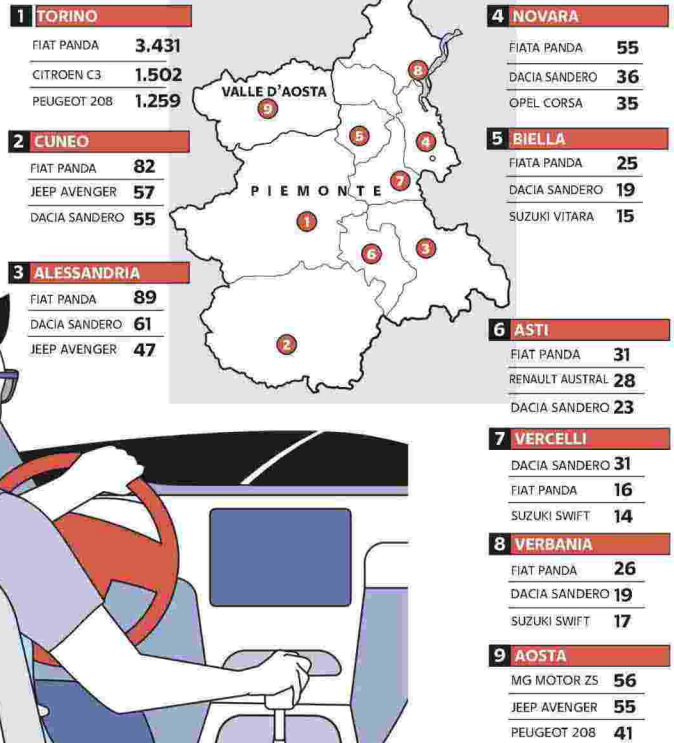 1 TORINO
FIAT PANDA 3.431
CITROEN C3 1.502
PEUGEOT 208 1.259
2 CUNEO
FIAT PANDA 82
JEEP AVENGER 57
DACIA SANDERO 55
3 ALESSANDRIA
FIAT PANDA 89
DACIA SANDERO 61
JEEP AVENGER 47
VALLE D'AOSTA
9
8
5
4
7
PIEMONTE
1
6
3
2
4 NOVARA
FIATA PANDA 55
DACIA SANDERO 36
OPEL CORSA 35
5 BIELLA
FIATA PANDA 25
DACIA SANDERO 19
SUZUKI VITARA 15
6 ASTI
FIAT PANDA 31
RENAULT AUSTRAL 28
DACIA SANDERO 23
7 VERCELLI
DACIA SANDERO 31
FIAT PANDA 16
SUZUKI SWIFT 14
8 VERBANIA
FIAT PANDA 26
DACIA SANDERO 19
SUZUKI SWIFT 17
9 AOSTA
MG MOTOR ZS 56
JEEP AVENGER 55
PEUGEOT 208 41